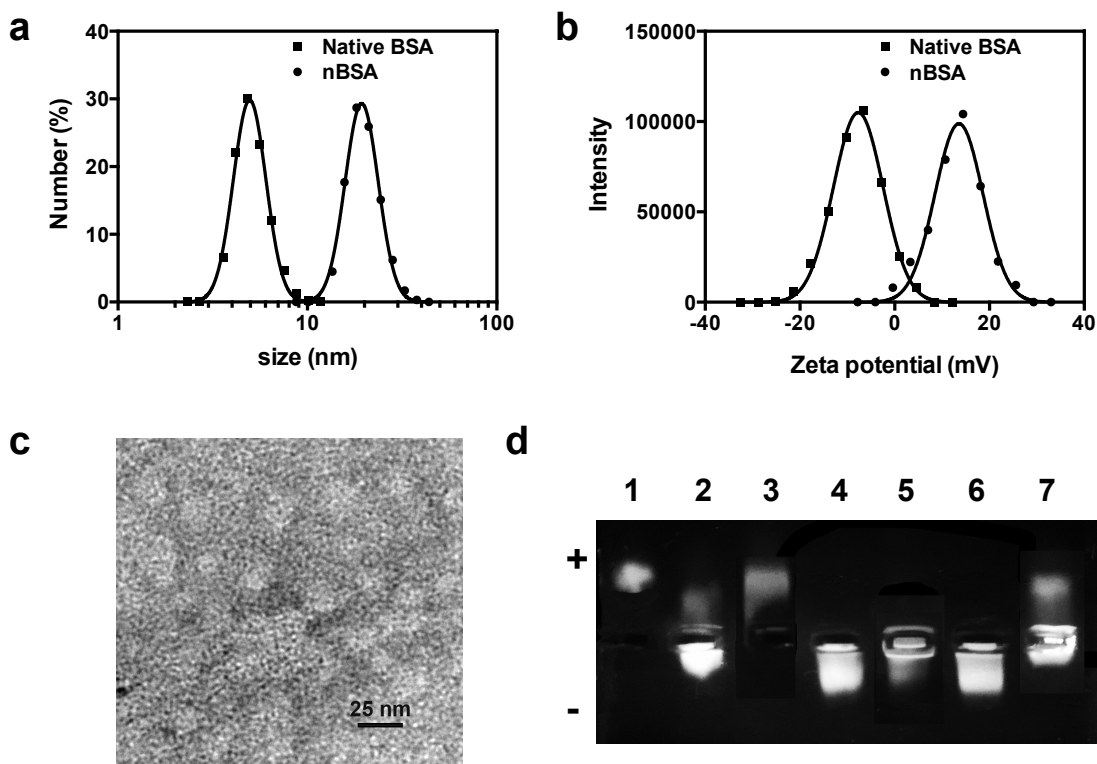 a
40
30
20
10
0
Number (%)
Native BSA
nBSA
1
10
100
size (nm)
b
150000
100000
50000
0
Intensity
Native BSA
nBSA
-40
-20
0
20
40
Zeta potential (mV)
c
25 nm
d
1 2 3 4 5 6 7
+
-